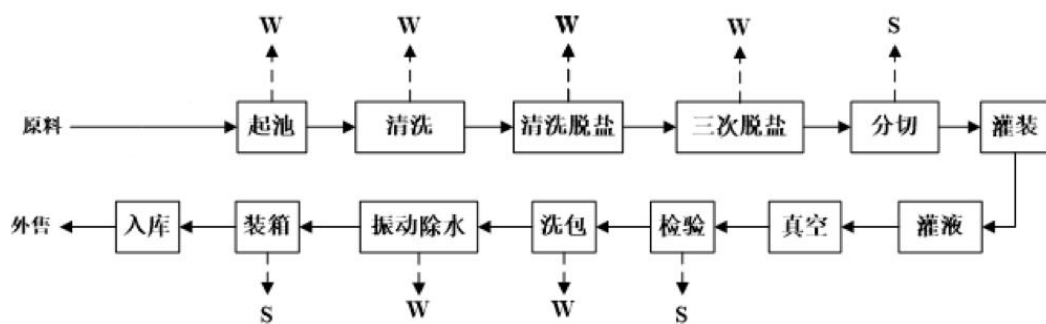 W W W W S
原料 起池 清洗 清洗脱盐 三次脱盐 分切 灌装
外售 入库 装箱 振动除水 洗包 检验 真空 灌液
S W W S